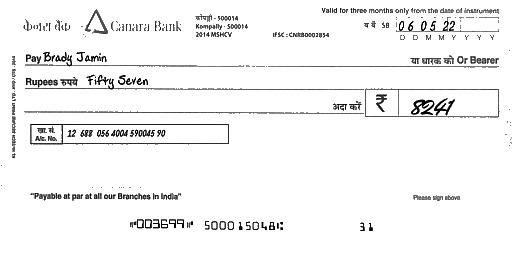 Valid for three months only from the date of instrument
केनरा बैंक Canara Bank
कोंपल्ली - 500014
Kompally - 500014
2014 MSHCV
IFSC : CNRB0002854
SB 06 05 22
D D M M Y Y Y Y
Pay Brady Jamin या धारक को Or Bearer
Rupees रुपये Fifty Seven
अदा करें ₹ 8241
खा. सं.
A/c. No. 12 688 056 4004 590045 90
"Payable at par at all our Branches in India" Please sign above
⑈003699⑈ 500015048⑆ 31